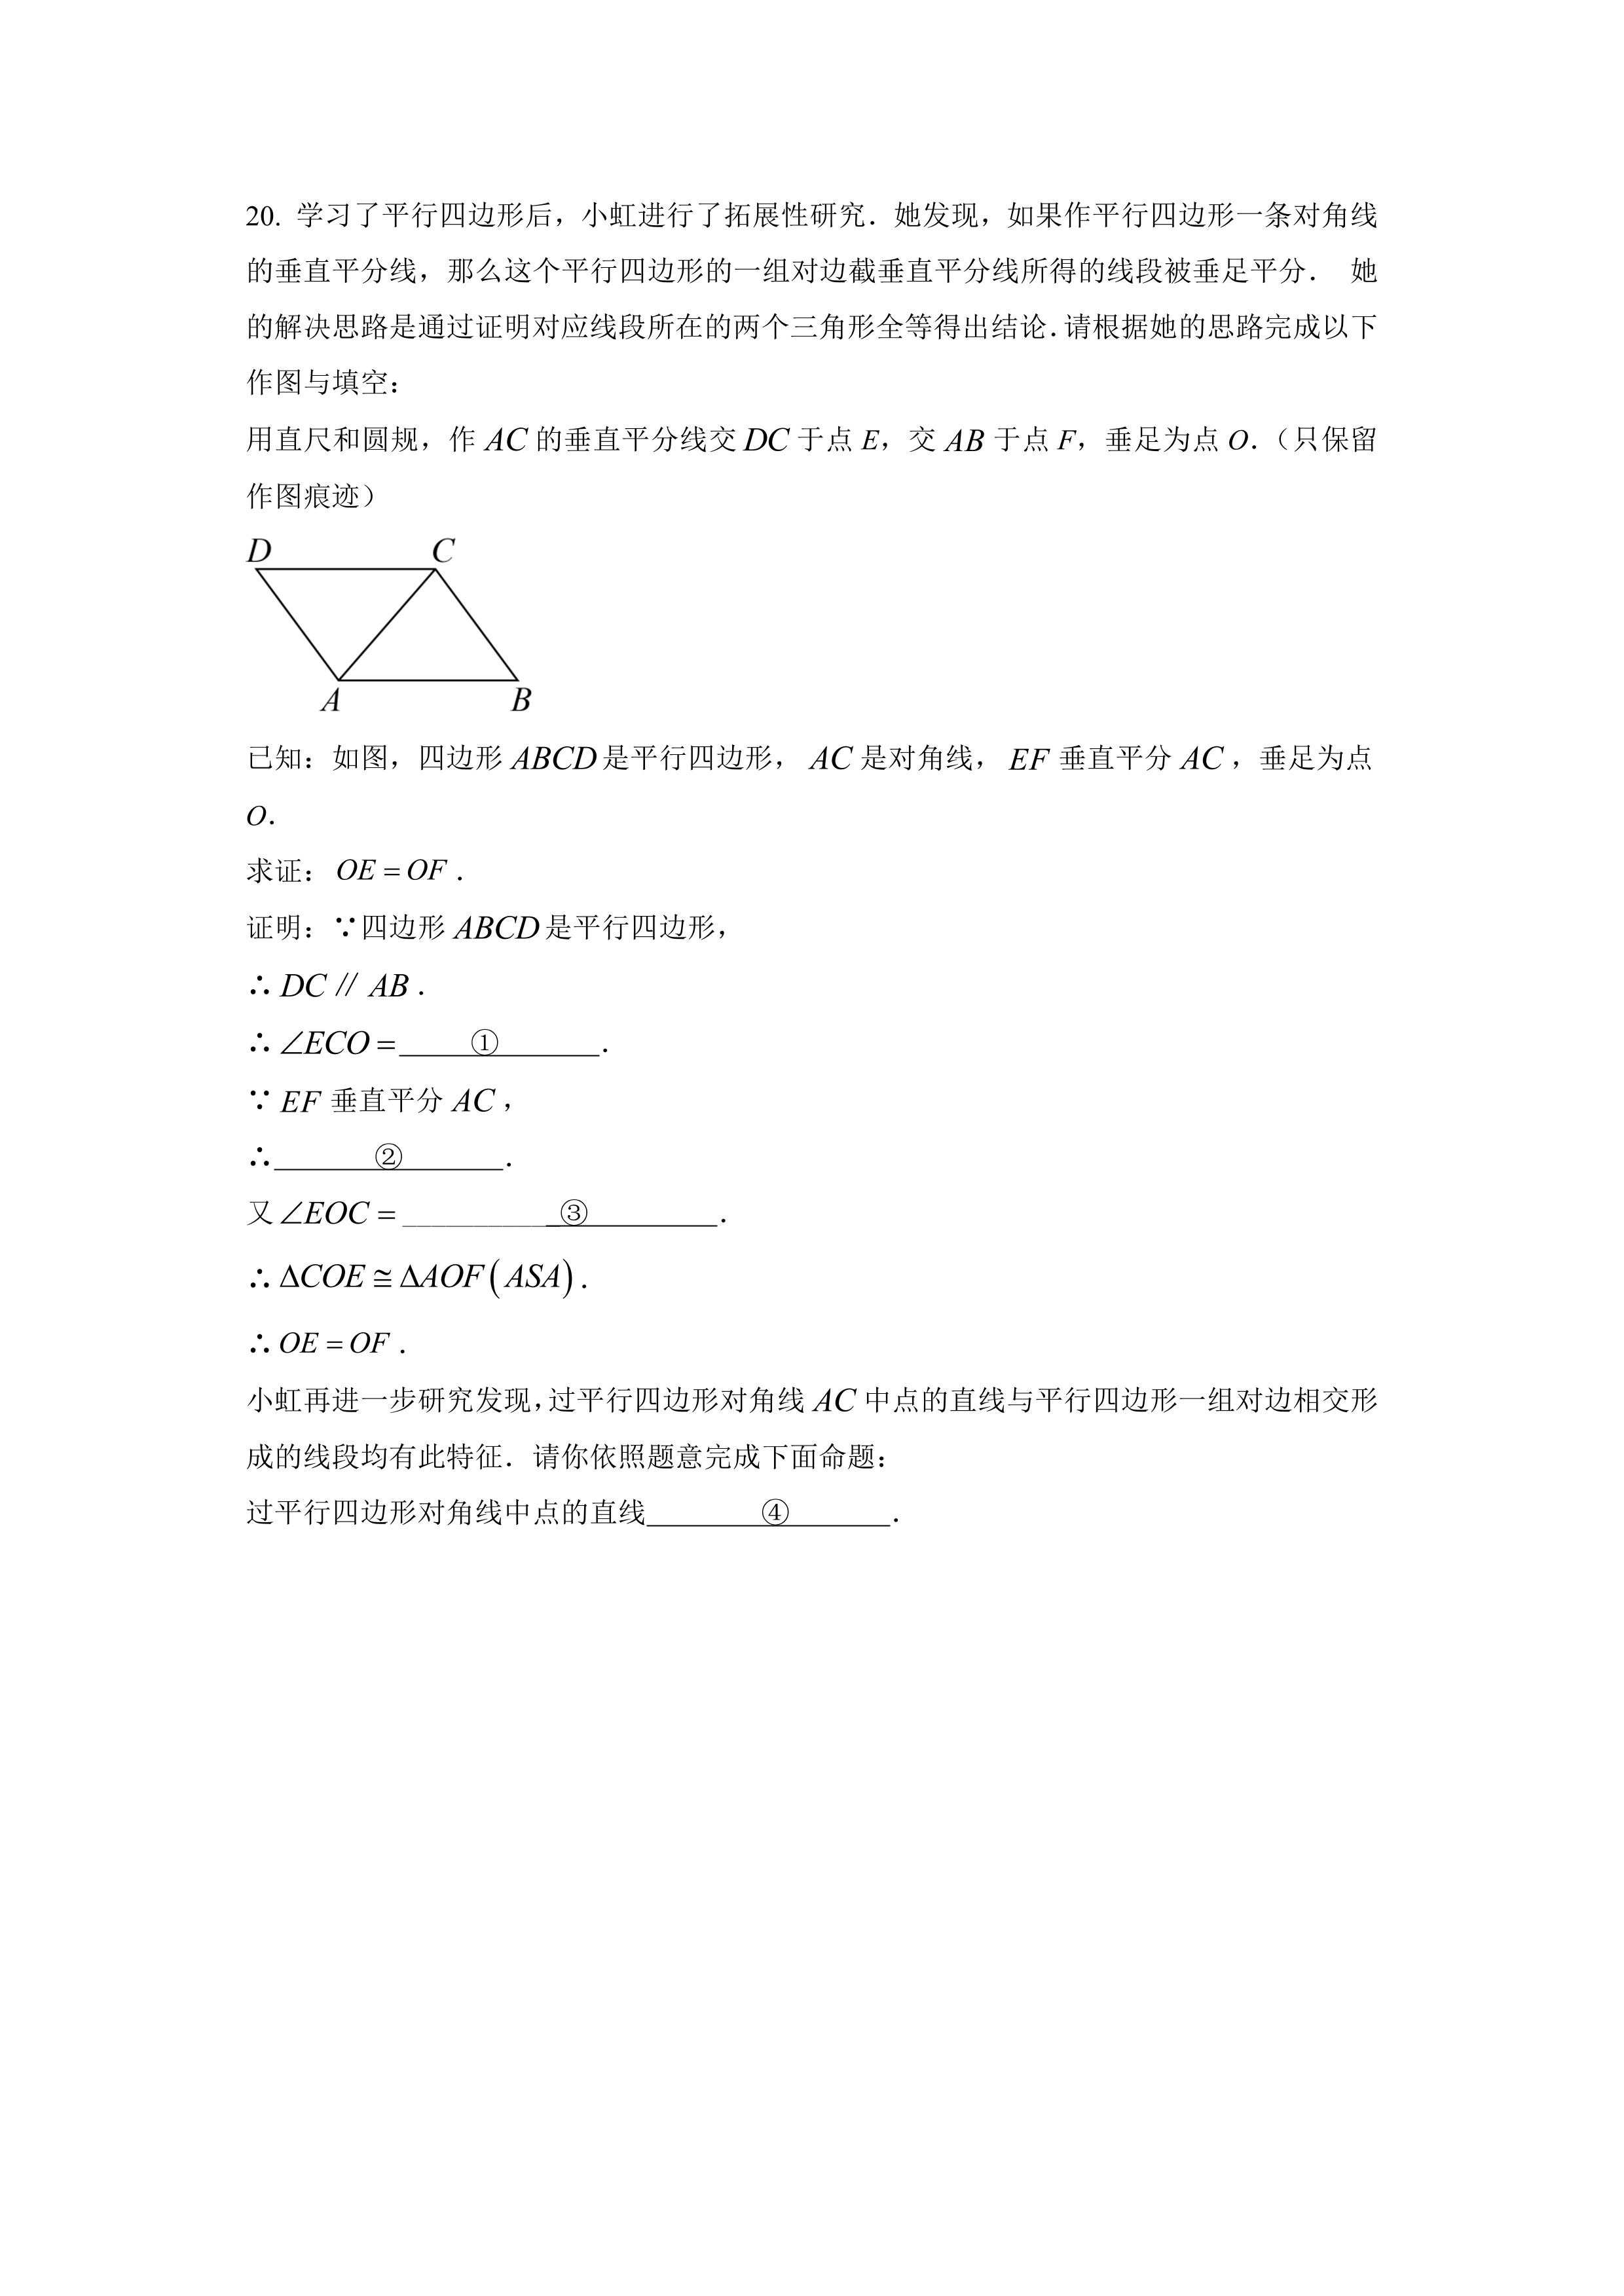 20. 学习了平行四边形后，小虹进行了拓展性研究．她发现，如果作平行四边形一条对角线
的垂直平分线，那么这个平行四边形的一组对边截垂直平分线所得的线段被垂足平分． 她
的解决思路是通过证明对应线段所在的两个三角形全等得出结论．请根据她的思路完成以下
作图与填空：
用直尺和圆规，作 AC 的垂直平分线交 DC 于点 E，交 AB 于点 F，垂足为点 O．（只保留
作图痕迹）
D C
A B
已知：如图，四边形 ABCD 是平行四边形， AC 是对角线， EF 垂直平分 AC ，垂足为点
O．
求证： OE = OF ．
证明：∵四边形 ABCD 是平行四边形，
∴ DC ∥ AB ．
∴ ∠ECO = ____①____．
∵ EF 垂直平分 AC ，
∴____②____．
又 ∠EOC = ____③____．
∴ ΔCOE ≅ ΔAOF ( ASA ) ．
∴ OE = OF ．
小虹再进一步研究发现，过平行四边形对角线 AC 中点的直线与平行四边形一组对边相交形
成的线段均有此特征．请你依照题意完成下面命题：
过平行四边形对角线中点的直线____④____．